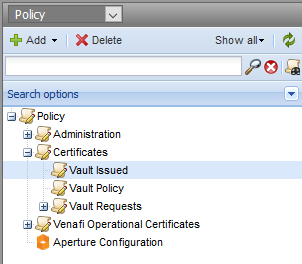 Policy
Add Delete Show all
Search options
Policy
Administration
Certificates
Vault Issued
Vault Policy
Vault Requests
Venafi Operational Certificates
Aperture Configuration